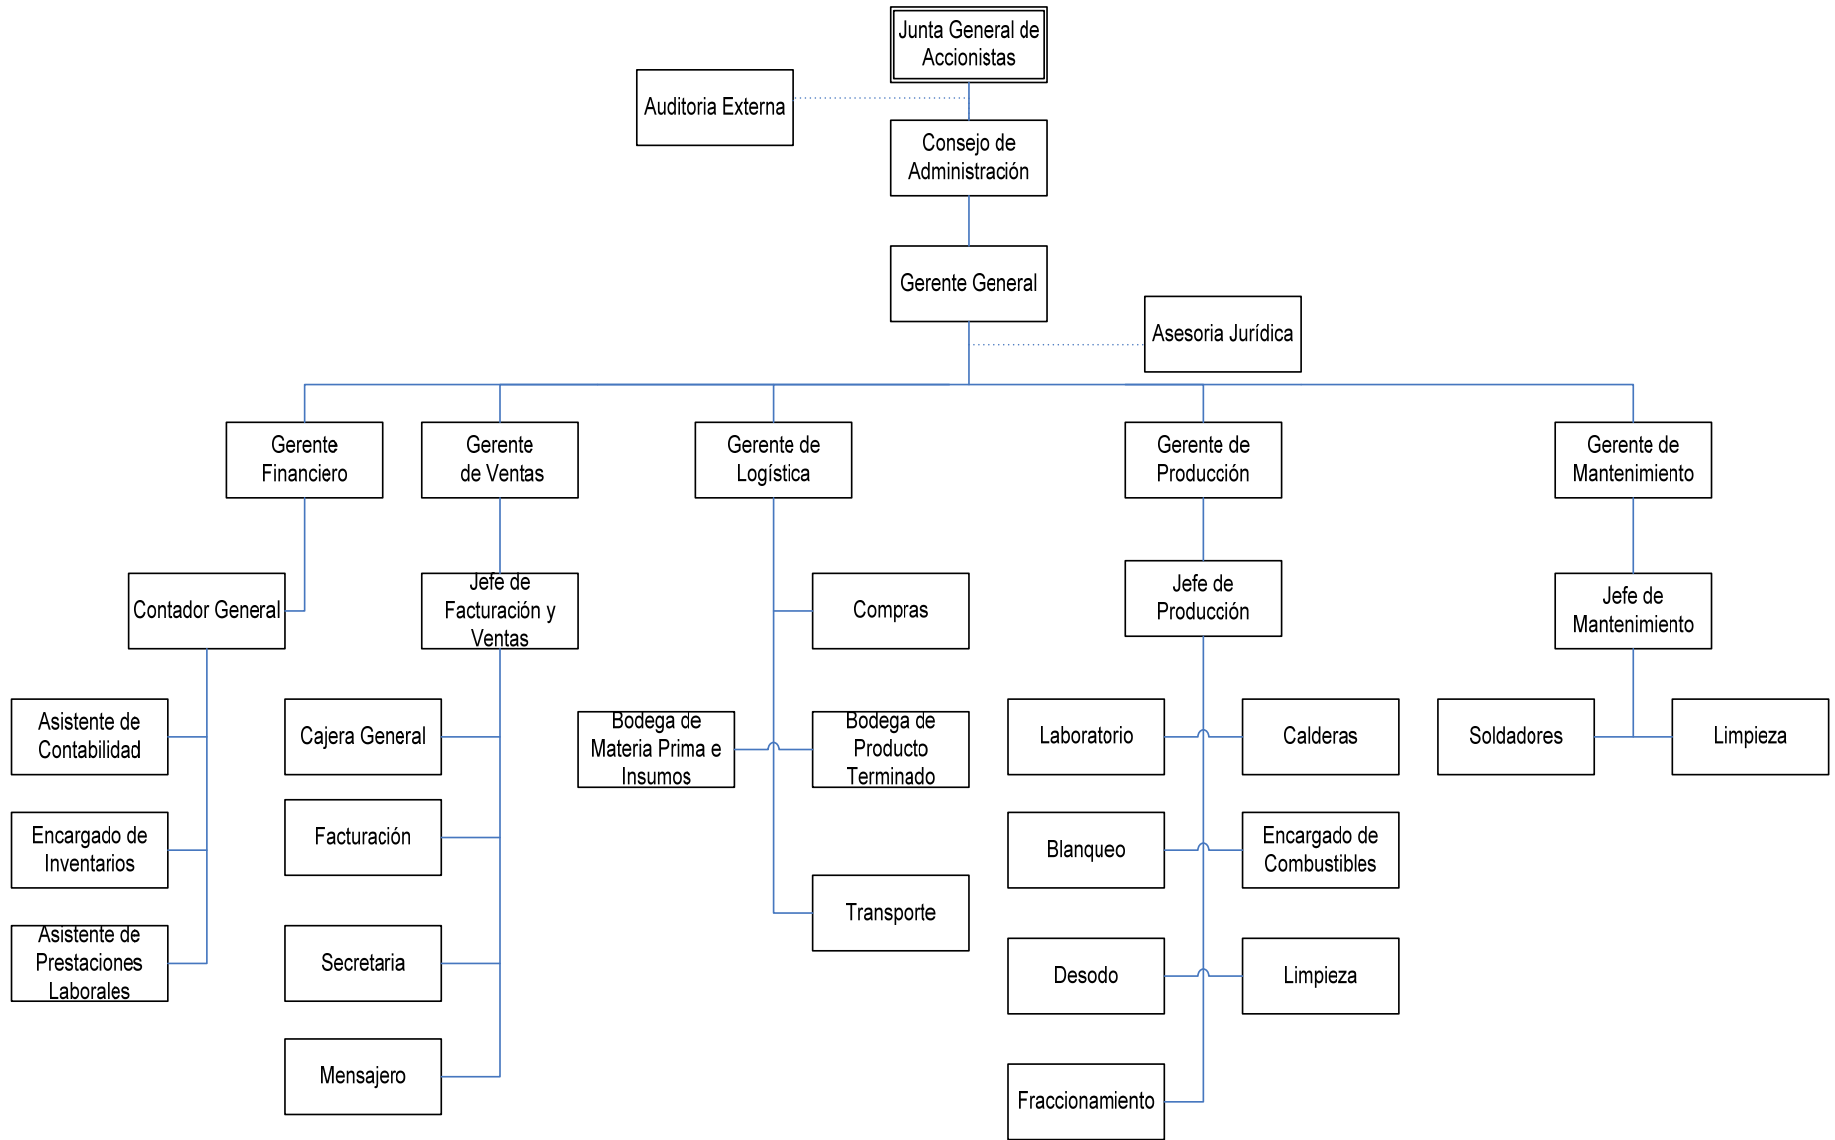 Junta General de
Accionistas
Auditoria Externa
Consejo de
Administración
Gerente General
Asesoria Jurídica
Gerente
Financiero
Gerente
de Ventas
Gerente de
Logística
Gerente de
Producción
Gerente de
Mantenimiento
Contador General
Jefe de
Facturación y
Ventas
Compras
Jefe de
Producción
Jefe de
Mantenimiento
Asistente de
Contabilidad
Cajera General
Bodega de
Materia Prima e
Insumos
Bodega de
Producto
Terminado
Laboratorio
Calderas
Soldadores
Limpieza
Encargado de
Inventarios
Facturación
Blanqueo
Encargado de
Combustibles
Asistente de
Prestaciones
Laborales
Secretaria
Transporte
Desodo
Limpieza
Mensajero
Fraccionamiento